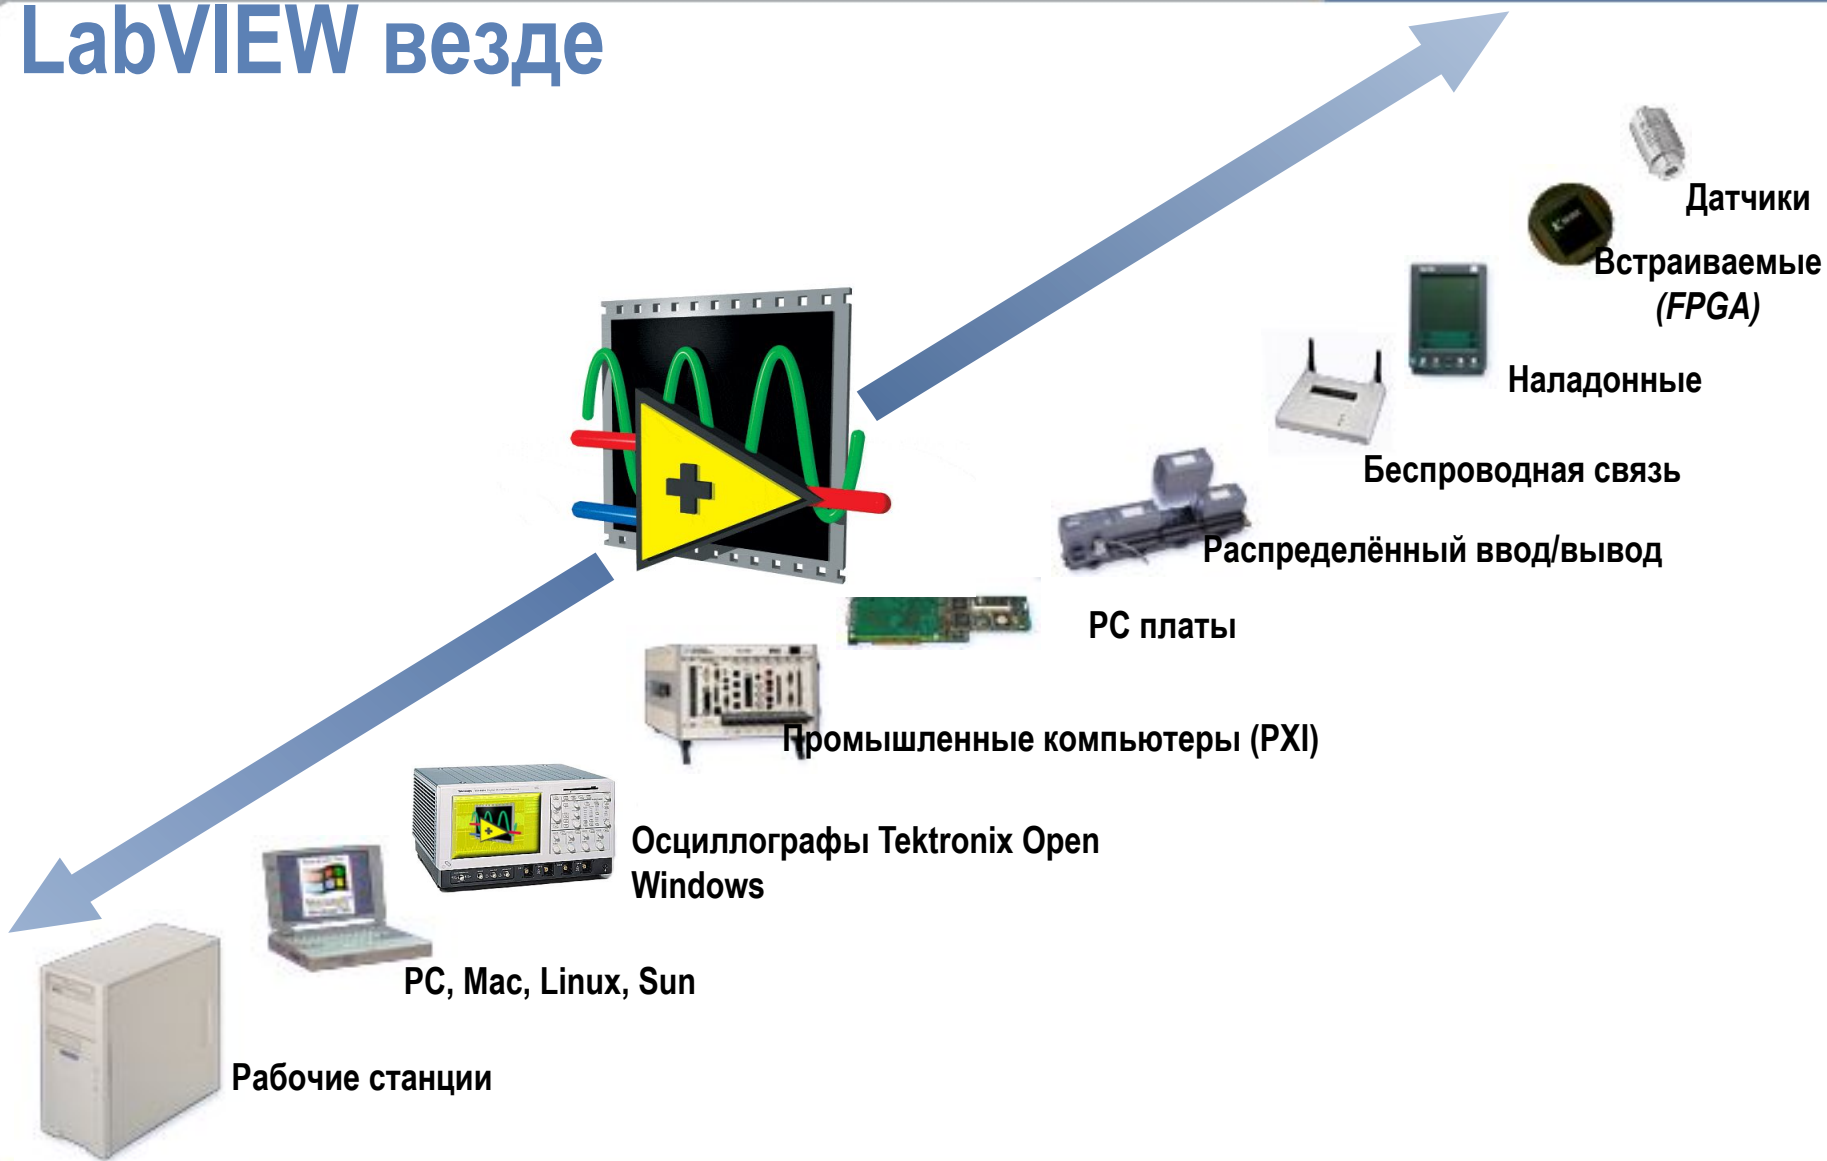 LabVIEW везде
Датчики
Встраиваемые
(FPGA)
Наладонные
Беспроводная связь
Распределённый ввод/вывод
PC платы
Промышленные компьютеры (PXI)
Осциллографы Tektronix Open
Windows
PC, Mac, Linux, Sun
Рабочие станции